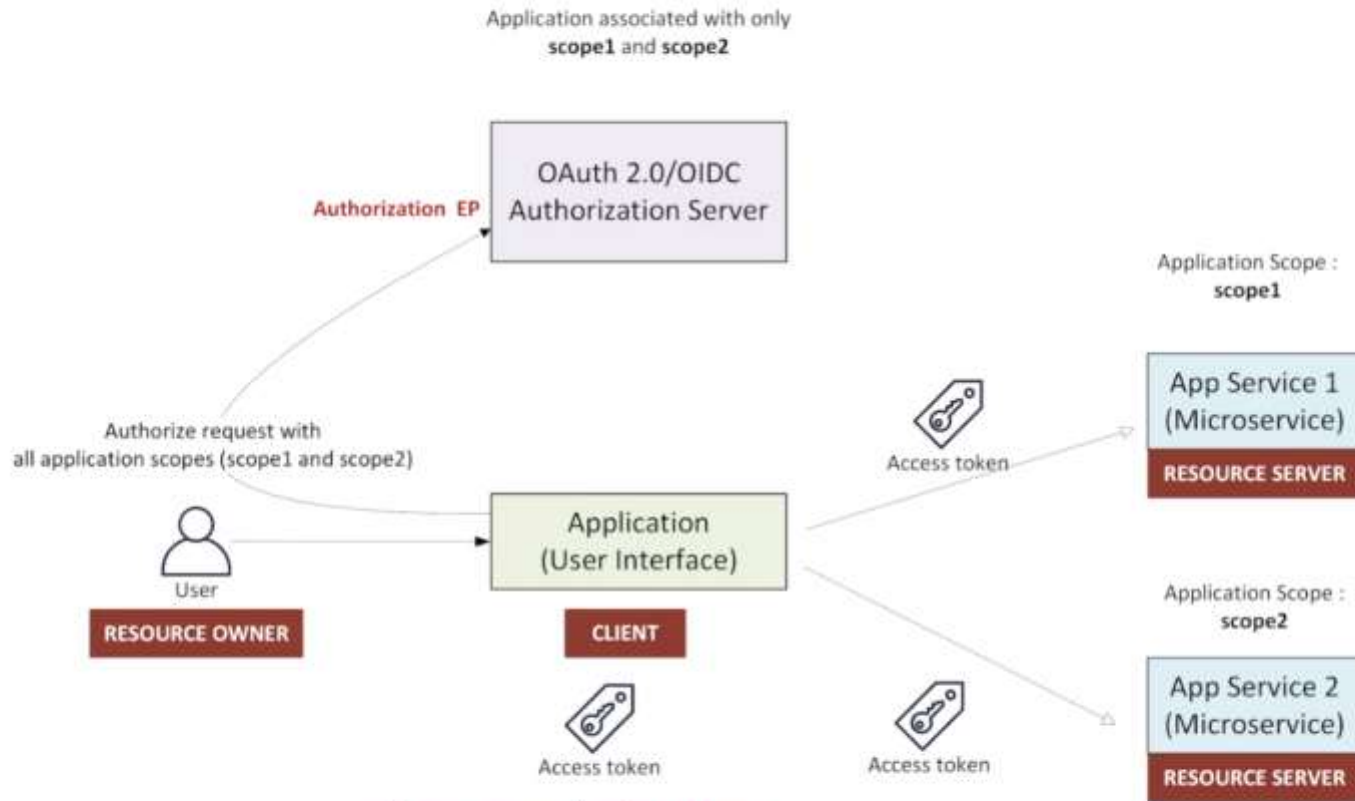 Application associated with only
scope1 and scope2
OAuth 2.0/OIDC
Authorization Server
Authorization EP
Application Scope :
scope1
App Service 1
(Microservice)
RESOURCE SERVER
Access token
Authorize request with
all application scopes (scope1 and scope2)
Application
(User Interface)
User
RESOURCE OWNER
CLIENT
Application Scope :
scope2
App Service 2
(Microservice)
RESOURCE SERVER
Access token
Access token